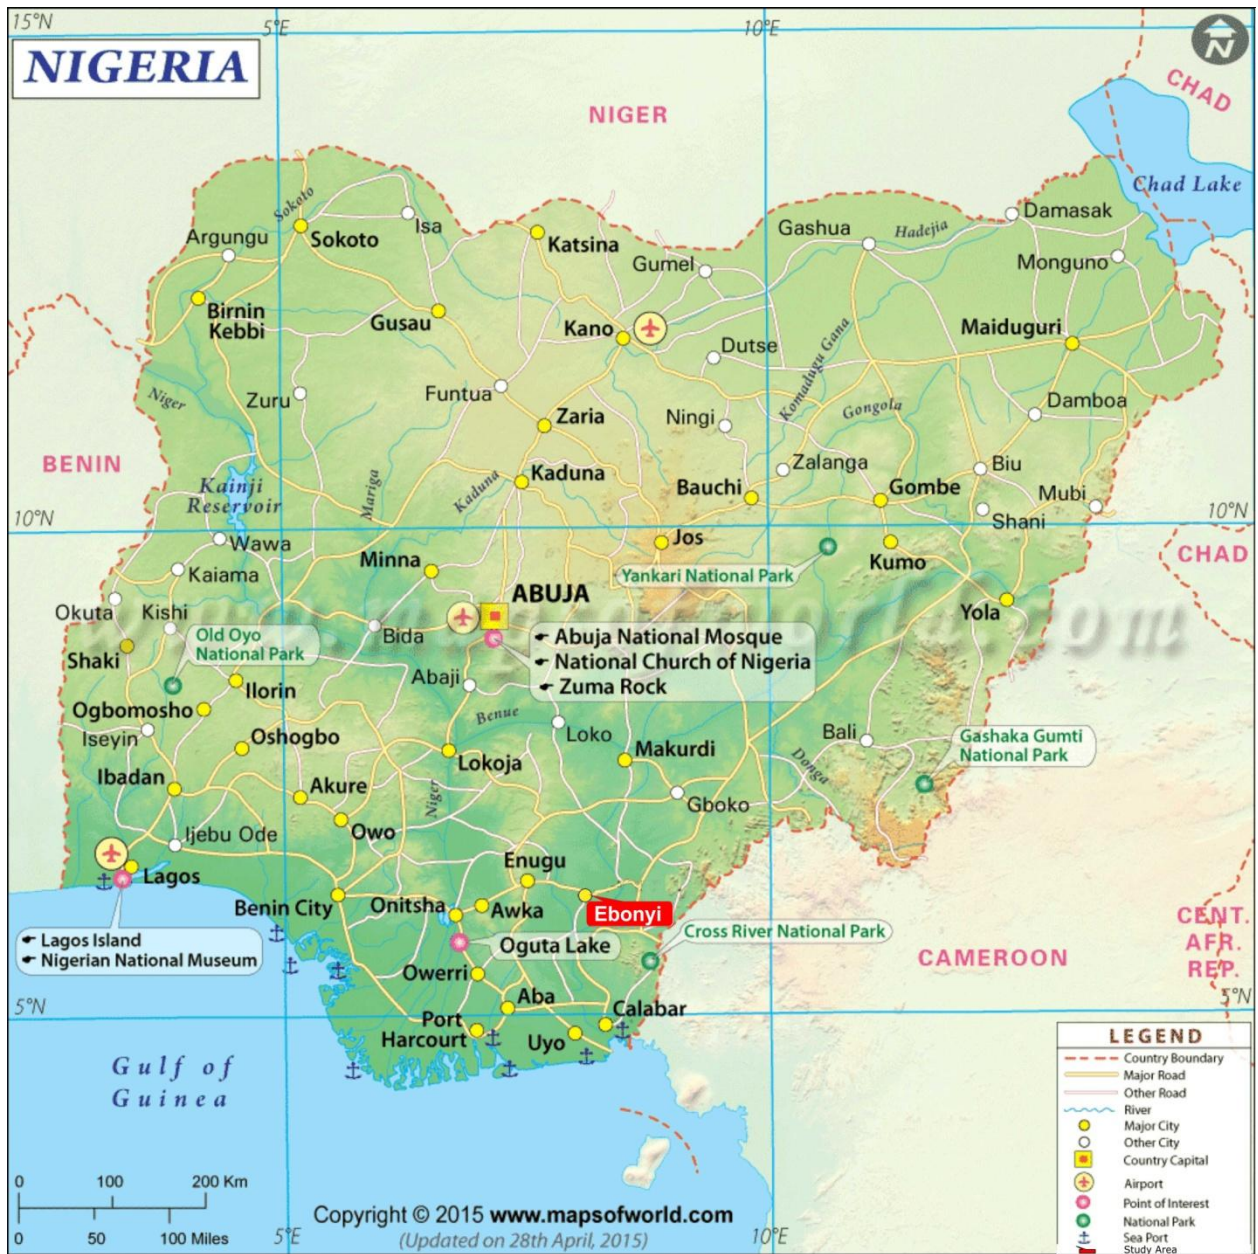 15°N
5°E
10°E
N
NIGERIA
NIGER
CHAD
Chad Lake
Sokoto
Argungu
Sokoto
Isa
Katsina
Gumel
Gashua
Hadejia
Damasak
Monguno
Birnin
Kebbi
Gusau
Kano
Dutse
Komadugu Gana
Maiduguri
Niger
Zuru
Funtua
Zaria
Ningi
Gongola
Damboa
BENIN
Kainji
Reservoir
Mariga
Kaduna
Kaduna
Bauchi
Zalanga
Gombe
Biu
Mubi
Shani
10°N
10°N
Wawa
Minna
Jos
Kumo
CHAD
Kaiama
Yankari National Park
Okuta
Kishi
ABUJA
Yola
www.mapsofworld.com
Old Oyo
National Park
Bida
Abuja National Mosque
National Church of Nigeria
Zuma Rock
Shaki
Abaji
Ilorin
Ogbomosho
Iseyin
Oshogbo
Benue
Loko
Lokoja
Makurdi
Bali
Gashaka Gumti
National Park
Donga
Ibadan
Akure
Niger
Gboko
Owo
Ijebu Ode
Enugu
Lagos
Benin City
Onitsha
Awka
Ebonyi
Lagos Island
Nigerian National Museum
Oguta Lake
Cross River National Park
CENT.
AFR.
REP.
CAMEROON
Owerri
Aba
Calabar
5°N
5°N
Port
Harcourt
Uyo
Gulf of
Guinea
LEGEND
Country Boundary
Major Road
Other Road
River
Major City
Other City
Country Capital
Airport
Point of Interest
National Park
Sea Port
Study Area
0 100 200 Km
0 50 100 Miles
Copyright © 2015 www.mapsofworld.com
(Updated on 28th April, 2015)
5°E
10°E